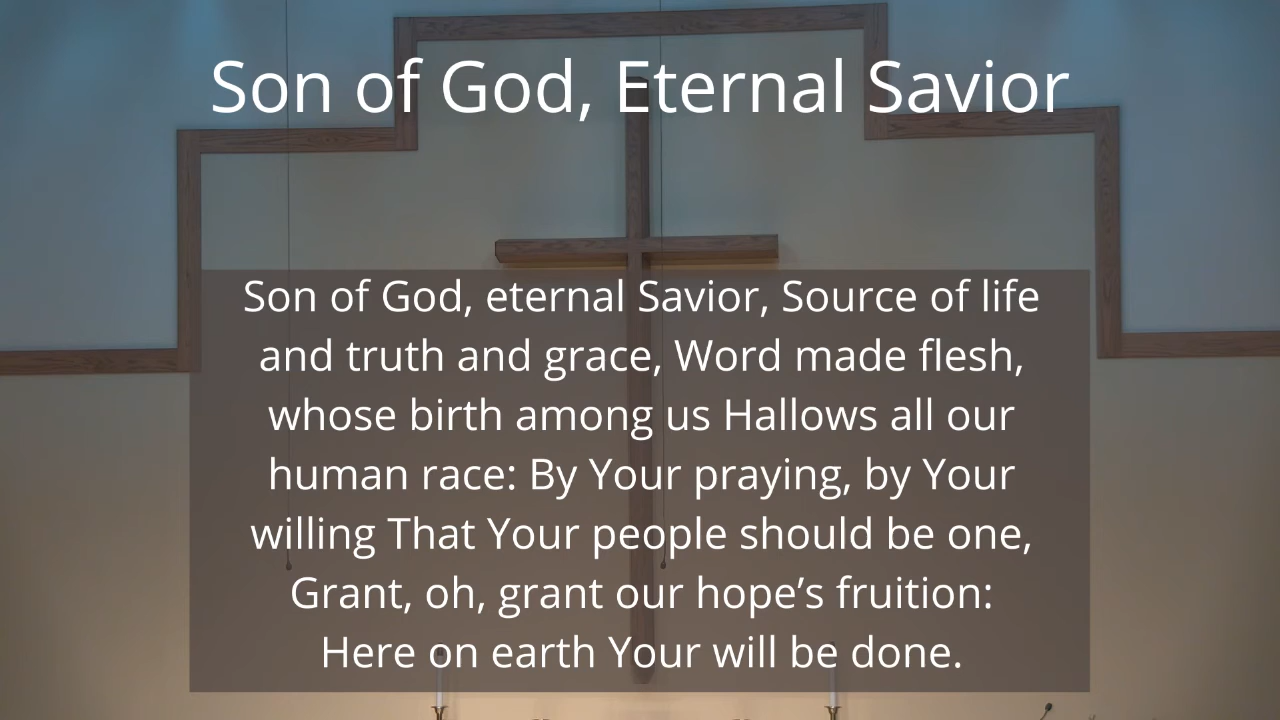 Son of God, Eternal Savior
Son of God, eternal Savior, Source of life
and truth and grace, Word made flesh,
whose birth among us Hallows all our
human race: By Your praying, by Your
willing That Your people should be one,
Grant, oh, grant our hope’s fruition:
Here on earth Your will be done.